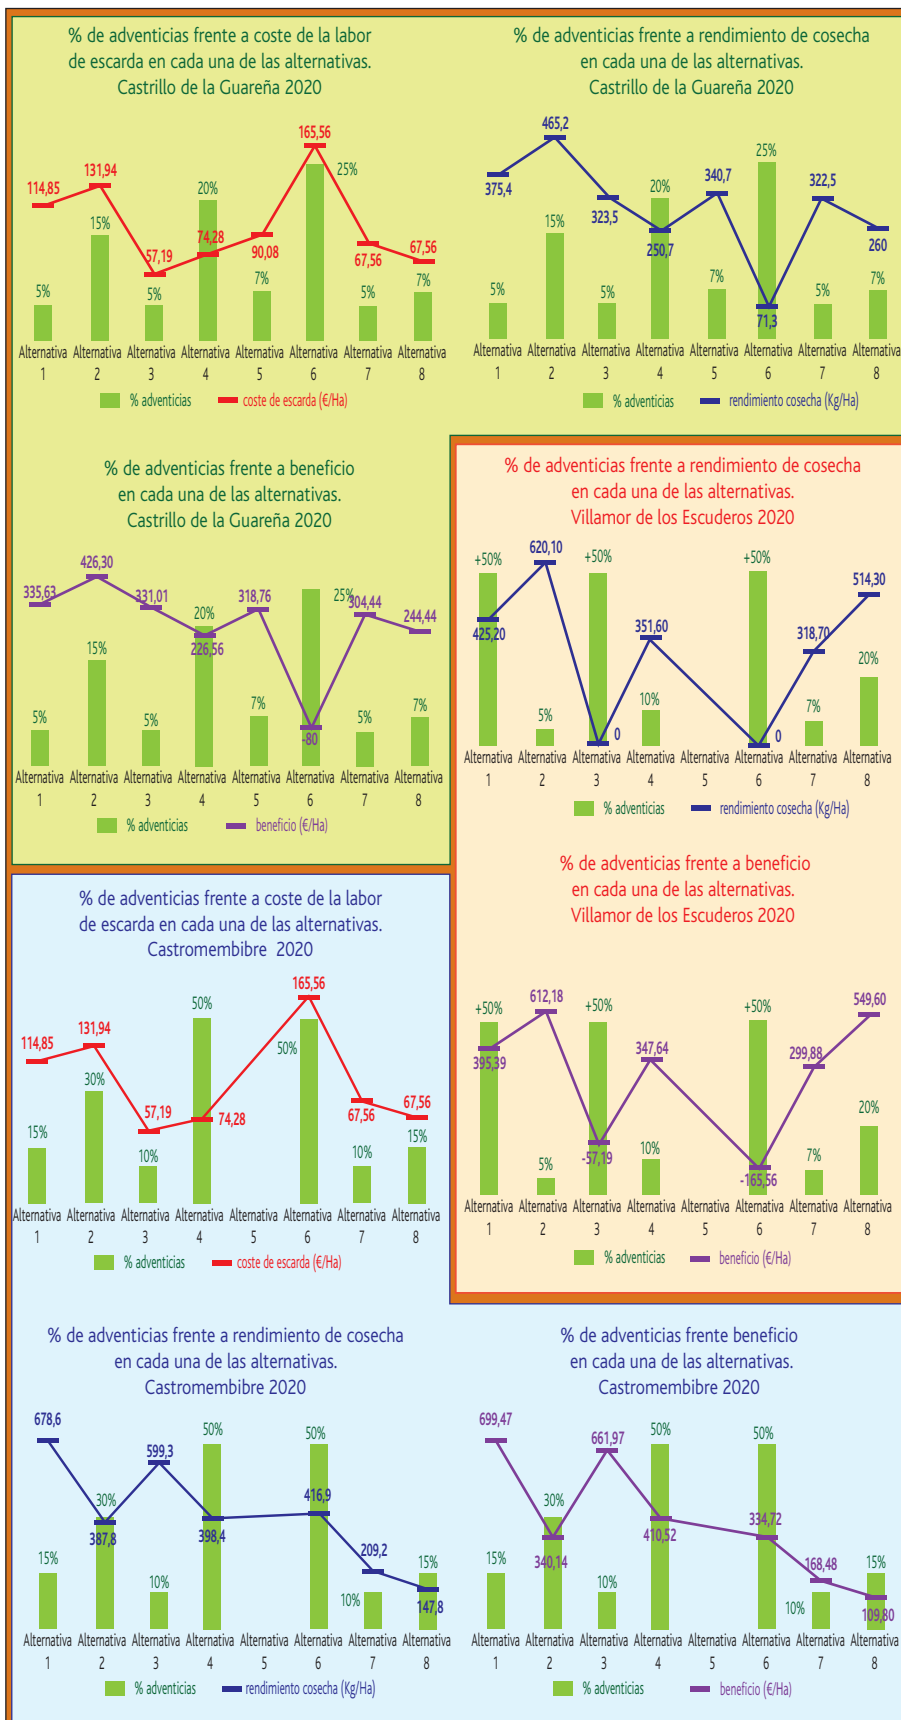 % de adventicias frente a coste de la labor
de escarda en cada una de las alternativas.
Castrillo de la Guareña 2020
114,85
131,94
57,19
74,28
90,08
165,56
67,56
67,56
5%
15%
5%
20%
7%
25%
5%
7%
Alternativa 1
Alternativa 2
Alternativa 3
Alternativa 4
Alternativa 5
Alternativa 6
Alternativa 7
Alternativa 8
% adventicias
coste de escarda (€/Ha)
% de adventicias frente a rendimiento de cosecha
en cada una de las alternativas.
Castrillo de la Guareña 2020
375,4
465,2
323,5
250,7
340,7
71,3
322,5
260
5%
15%
5%
20%
7%
25%
5%
7%
Alternativa 1
Alternativa 2
Alternativa 3
Alternativa 4
Alternativa 5
Alternativa 6
Alternativa 7
Alternativa 8
% adventicias
rendimiento cosecha (Kg/Ha)
% de adventicias frente a beneficio
en cada una de las alternativas.
Castrillo de la Guareña 2020
335,63
426,30
331,01
226,56
318,76
-80
304,44
244,44
5%
15%
5%
20%
7%
25%
5%
7%
Alternativa 1
Alternativa 2
Alternativa 3
Alternativa 4
Alternativa 5
Alternativa 6
Alternativa 7
Alternativa 8
% adventicias
beneficio (€/Ha)
% de adventicias frente a rendimiento de cosecha
en cada una de las alternativas.
Villamor de los Escuderos 2020
425,20
620,10
0
351,60
0
318,70
514,30
+50%
5%
+50%
10%
+50%
7%
20%
Alternativa 1
Alternativa 2
Alternativa 3
Alternativa 4
Alternativa 5
Alternativa 6
Alternativa 7
Alternativa 8
% adventicias
rendimiento cosecha (Kg/Ha)
% de adventicias frente a beneficio
en cada una de las alternativas.
Villamor de los Escuderos 2020
395,39
612,18
-57,19
347,64
-165,56
299,88
549,60
+50%
5%
+50%
10%
+50%
7%
20%
Alternativa 1
Alternativa 2
Alternativa 3
Alternativa 4
Alternativa 5
Alternativa 6
Alternativa 7
Alternativa 8
% adventicias
beneficio (€/Ha)
% de adventicias frente a coste de la labor
de escarda en cada una de las alternativas.
Castromembibre 2020
114,85
131,94
57,19
74,28
165,56
67,56
67,56
15%
30%
10%
50%
50%
10%
15%
Alternativa 1
Alternativa 2
Alternativa 3
Alternativa 4
Alternativa 5
Alternativa 6
Alternativa 7
Alternativa 8
% adventicias
coste de escarda (€/Ha)
% de adventicias frente a rendimiento de cosecha
en cada una de las alternativas.
Castromembibre 2020
678,6
387,8
599,3
398,4
416,9
209,2
147,8
15%
30%
10%
50%
50%
10%
15%
Alternativa 1
Alternativa 2
Alternativa 3
Alternativa 4
Alternativa 5
Alternativa 6
Alternativa 7
Alternativa 8
% adventicias
rendimiento cosecha (Kg/Ha)
% de adventicias frente beneficio
en cada una de las alternativas.
Castromembibre 2020
699,47
340,14
661,97
410,52
334,72
168,48
109,80
15%
30%
10%
50%
50%
10%
15%
Alternativa 1
Alternativa 2
Alternativa 3
Alternativa 4
Alternativa 5
Alternativa 6
Alternativa 7
Alternativa 8
% adventicias
beneficio (€/Ha)